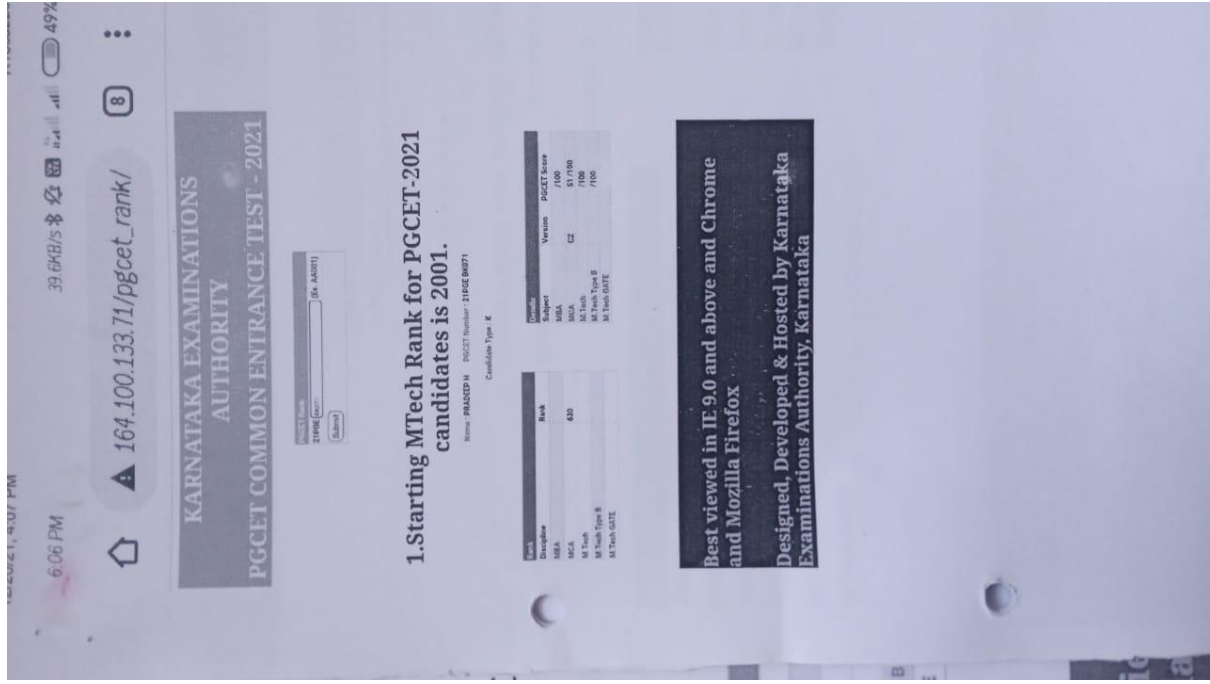 6:06 PM 39.6KB/s 49%
164.100.133.71/pgcet_rank/ 8
KARNATAKA EXAMINATIONS
AUTHORITY
PGCET COMMON ENTRANCE TEST - 2021
21PGE (Ex. AA001)
Submit
1.Starting MTech Rank for PGCET-2021
candidates is 2001.
Name : PRADEEP H PGCET Number : 21PGE BK071
Candidate Type : K
Rank
Discipline Rank
MBA
MCA 630
M.Tech
M.Tech Type B
M.Tech GATE
Details
Subject Version PGCET Score
MBA /100
MCA C2 51 /100
M.Tech /100
M.Tech Type B /100
M.Tech GATE
Best viewed in IE 9.0 and above and Chrome
and Mozilla Firefox
Designed, Developed & Hosted by Karnataka
Examinations Authority, Karnataka